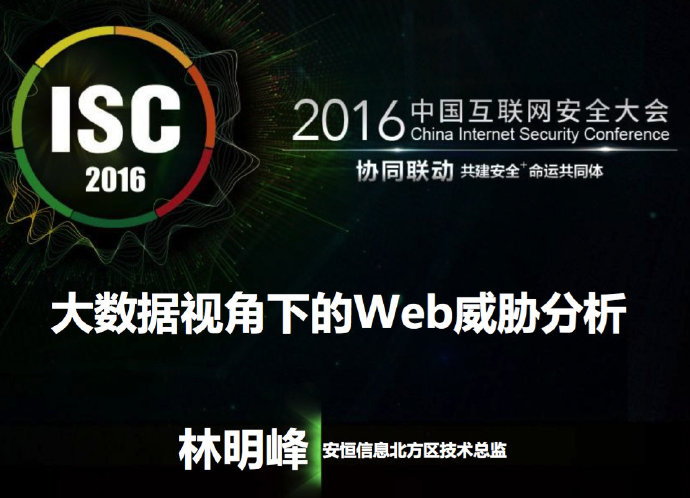 ISC
2016
2016 中国互联网安全大会
China Internet Security Conference
协同联动 共建安全+命运共同体
大数据视角下的Web威胁分析
林明峰 安恒信息北方区技术总监